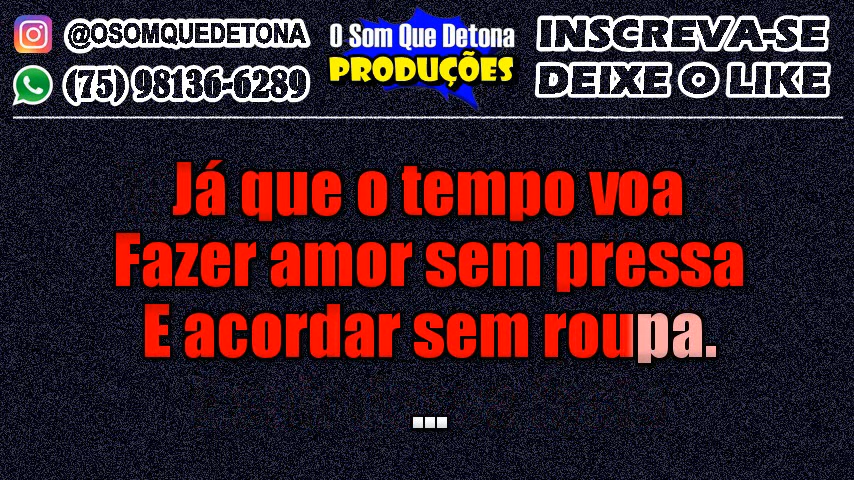 @OSOMQUEDETONA
(75) 98136-6289
O Som Que Detona
PRODUÇÕES
INSCREVA-SE
DEIXE O LIKE
Já que o tempo voa
Fazer amor sem pressa
E acordar sem roupa.
...